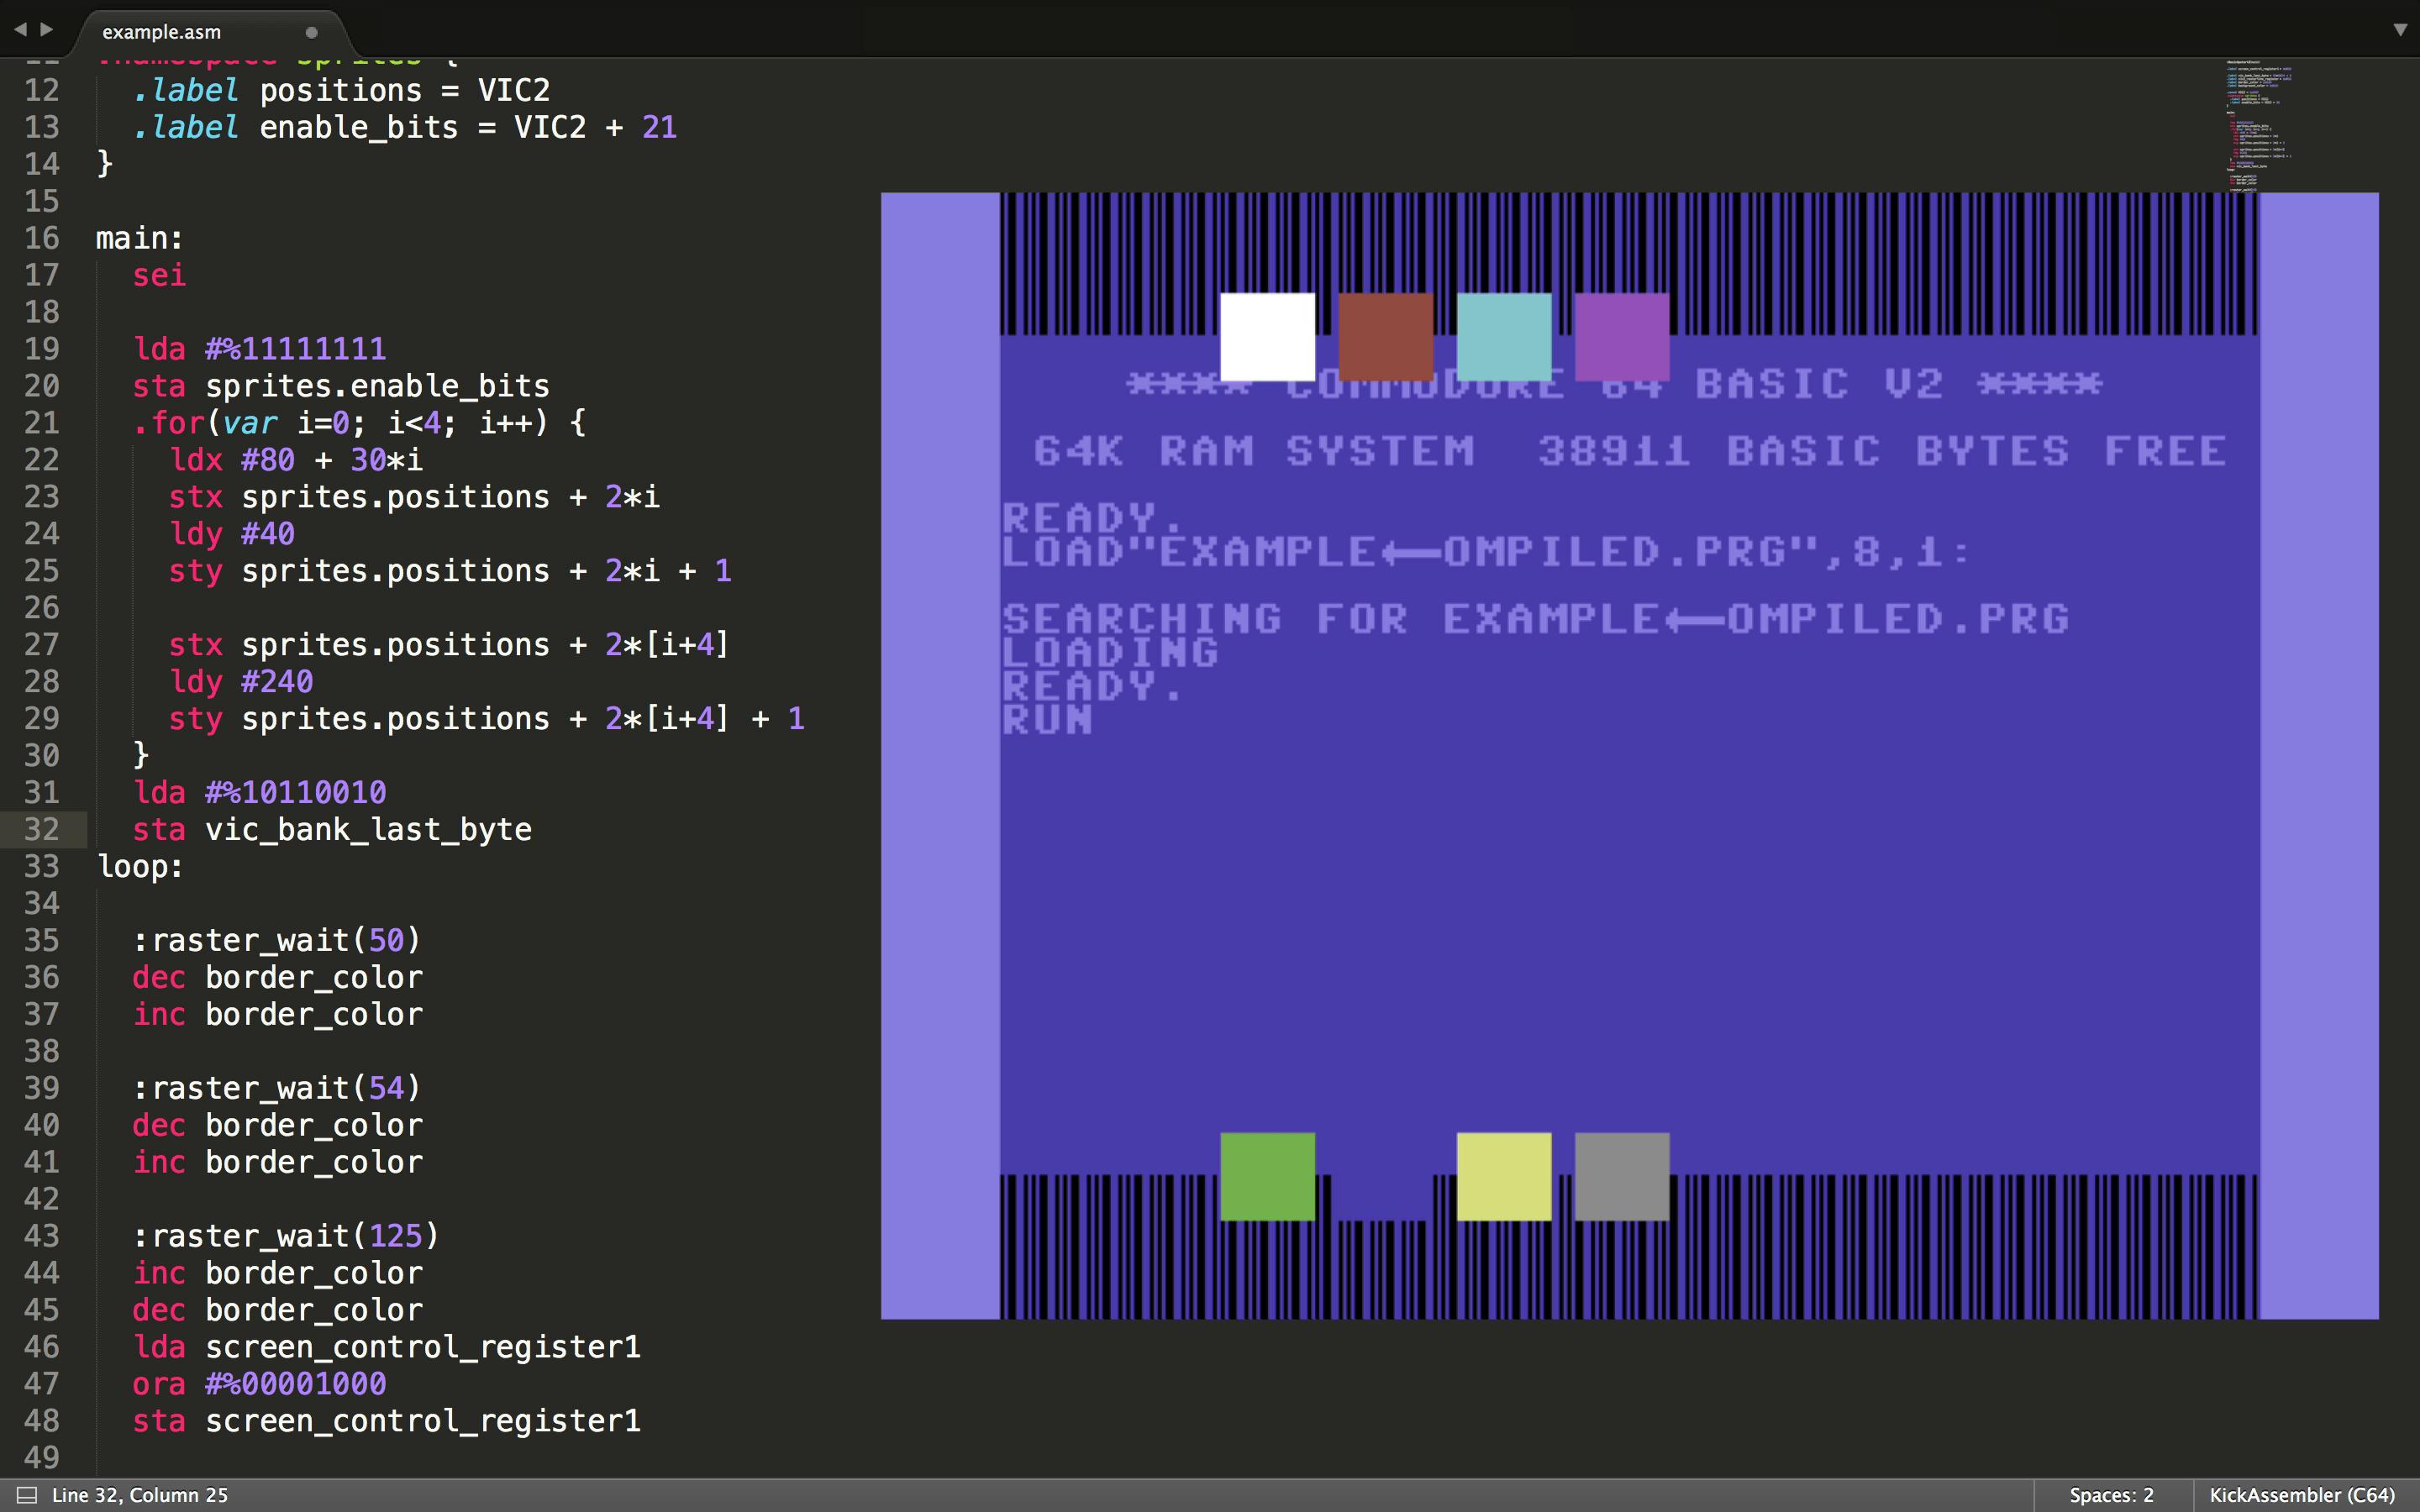 example.asm
12 .label positions = VIC2
13 .label enable_bits = VIC2 + 21
14 }
15
16 main:
17 sei
18
19 lda #%11111111
20 sta sprites.enable_bits
21 .for(var i=0; i<4; i++) {
22 ldx #80 + 30*i
23 stx sprites.positions + 2*i
24 ldy #40
25 sty sprites.positions + 2*i + 1
26
27 stx sprites.positions + 2*[i+4]
28 ldy #240
29 sty sprites.positions + 2*[i+4] + 1
30 }
31 lda #%10110010
32 sta vic_bank_last_byte
33 loop:
34
35 :raster_wait(50)
36 dec border_color
37 inc border_color
38
39 :raster_wait(54)
40 dec border_color
41 inc border_color
42
43 :raster_wait(125)
44 inc border_color
45 dec border_color
46 lda screen_control_register1
47 ora #%00001000
48 sta screen_control_register1
49
**** COMMODORE 64 BASIC V2 ****
64K RAM SYSTEM 38911 BASIC BYTES FREE
READY.
LOAD"EXAMPLE←OMPILED.PRG",8,1:
SEARCHING FOR EXAMPLE←OMPILED.PRG
LOADING
READY.
RUN
Line 32, Column 25
Spaces: 2
KickAssembler (C64)